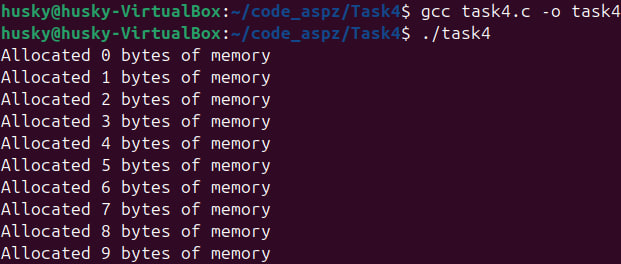 husky@husky-VirtualBox:~/code_aspz/Task4$ gcc task4.c -o task4
husky@husky-VirtualBox:~/code_aspz/Task4$ ./task4
Allocated 0 bytes of memory
Allocated 1 bytes of memory
Allocated 2 bytes of memory
Allocated 3 bytes of memory
Allocated 4 bytes of memory
Allocated 5 bytes of memory
Allocated 6 bytes of memory
Allocated 7 bytes of memory
Allocated 8 bytes of memory
Allocated 9 bytes of memory